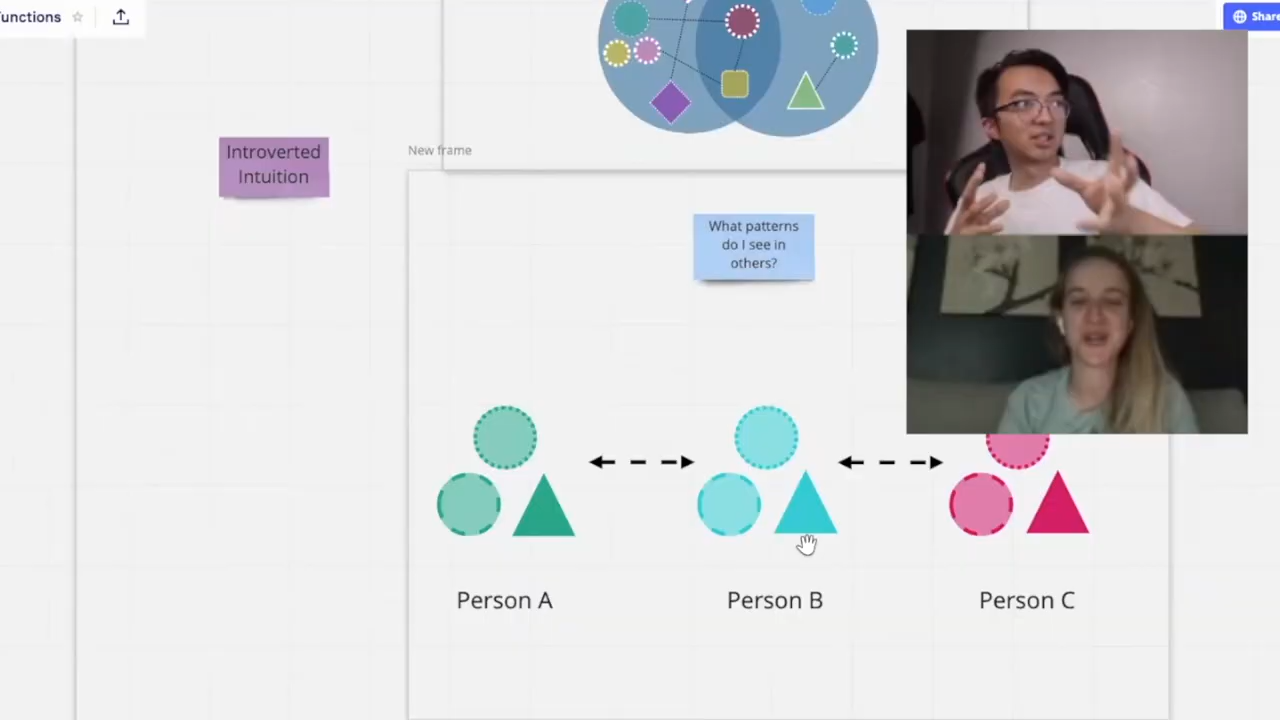 unctions
Share
Introverted
Intuition
New frame
What patterns
do I see in
others?
Person A
Person B
Person C